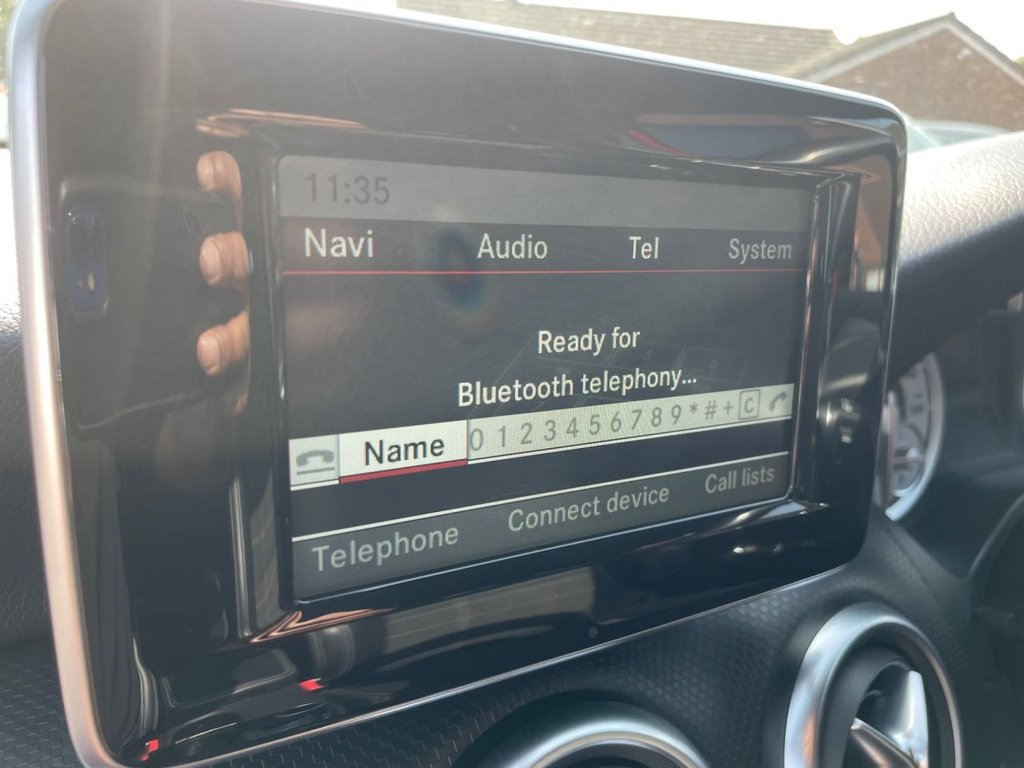 11:35
Navi Audio Tel System
Ready for
Bluetooth telephony...
Name 0 1 2 3 4 5 6 7 8 9 * # + C
Telephone Connect device Call lists